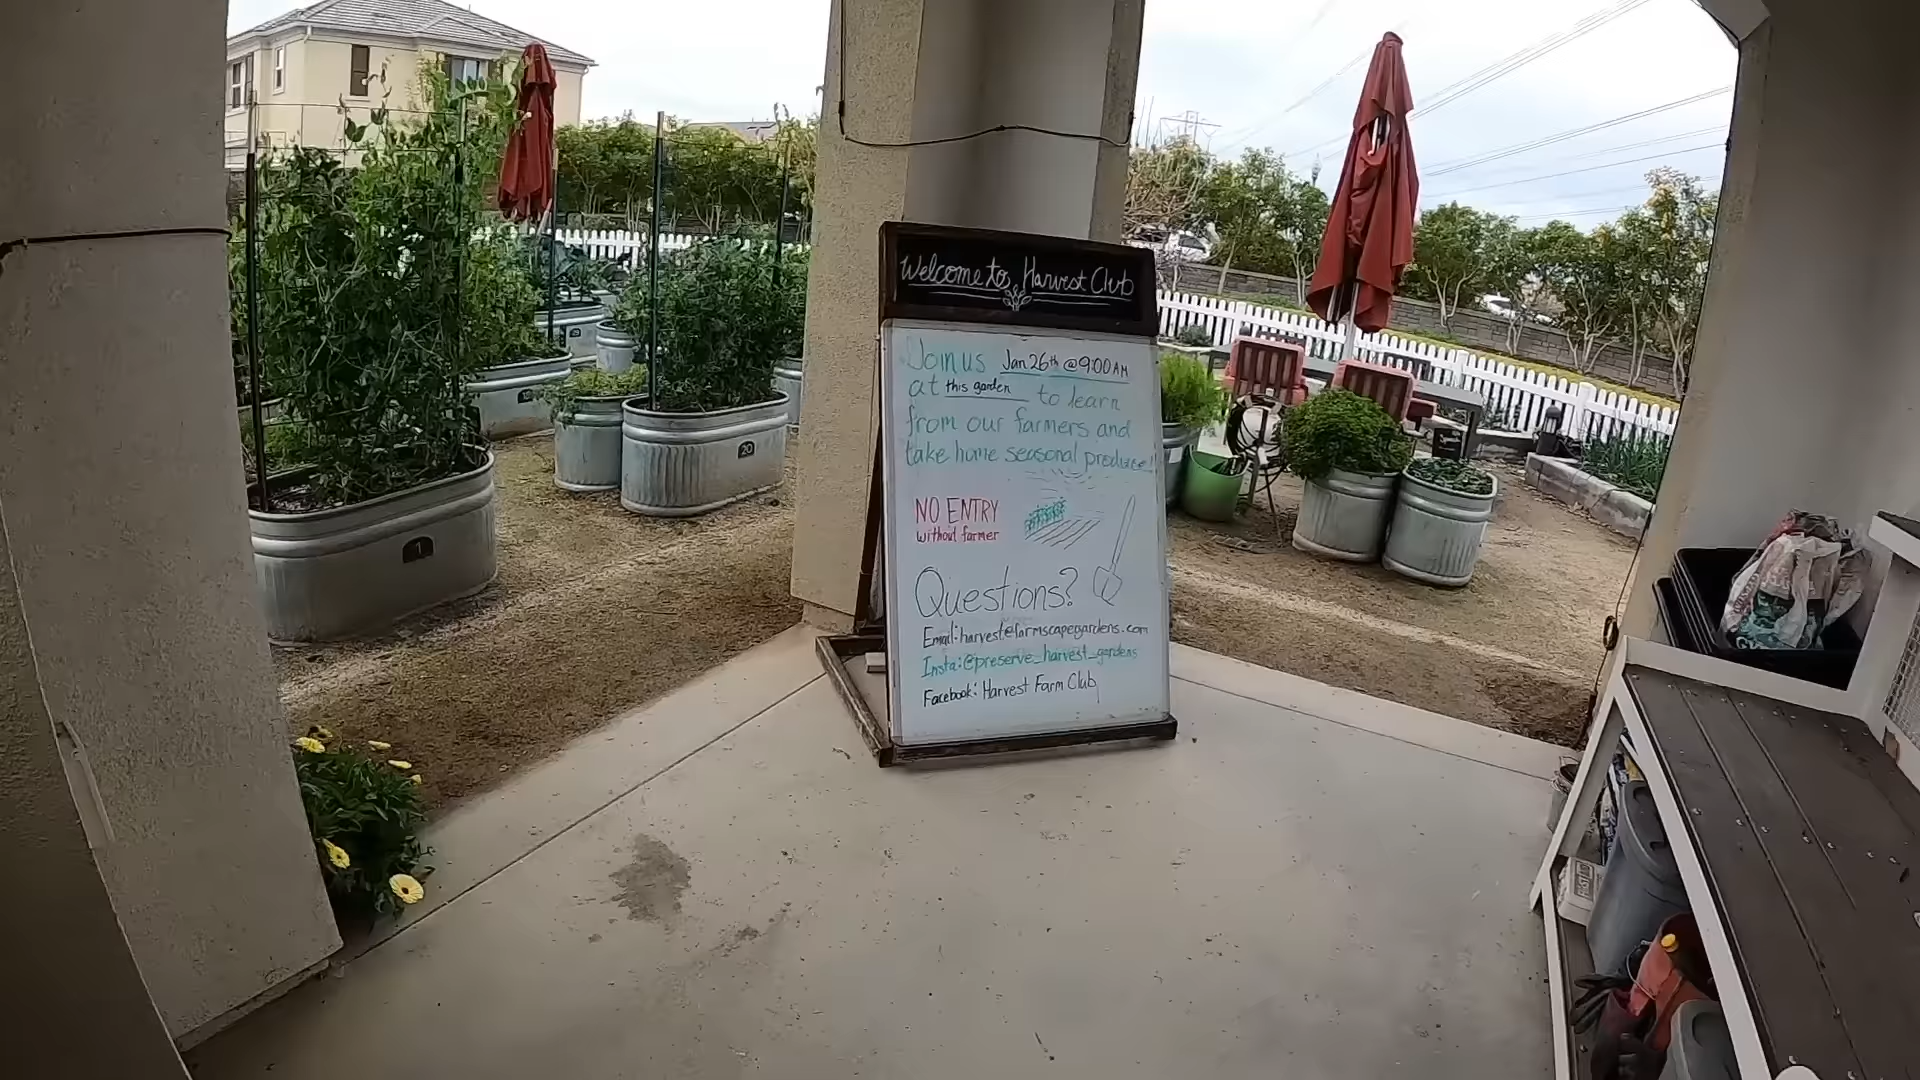 Welcome to Harvest Club
Join us Jan 26th @ 9:00 AM
at this garden to learn
from our farmers and
take home seasonal produce!
NO ENTRY
without farmer
Questions?
Email: harvest@farmscapegardens.com
Insta: @preserve_harvest_gardens
Facebook: Harvest Farm Club
1
20